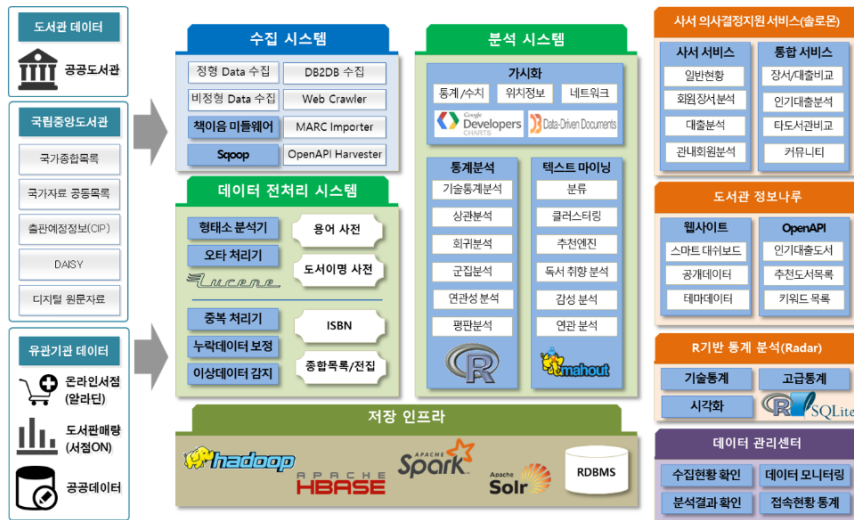 도서관 데이터
공공도서관
국립중앙도서관
국가종합목록
국가자료 공동목록
출판예정정보(CIP)
DAISY
디지털 원문자료
유관기관 데이터
온라인서점
(알라딘)
도서판매량
(서점ON)
공공데이터
수집 시스템
정형 Data 수집
DB2DB 수집
비정형 Data 수집
Web Crawler
책이음 미들웨어
MARC Importer
Sqoop
OpenAPI Harvester
데이터 전처리 시스템
형태소 분석기
용어 사전
오타 처리기
도서이명 사전
Lucene
중복 처리기
ISBN
누락데이터 보정
이상데이터 감지
종합목록/전집
분석 시스템
가시화
통계/수치
위치정보
네트워크
Google
Developers
CHARTS
Data-Driven Documents
통계분석
기술통계분석
상관분석
회귀분석
군집분석
연관성 분석
평판분석
R
텍스트 마이닝
분류
클러스터링
추천엔진
독서 취향 분석
감성 분석
연관 분석
mahout
저장 인프라
hadoop
APACHE
HBASE
APACHE
Spark
Apache
Solr
RDBMS
사서 의사결정지원 서비스(솔로몬)
사서 서비스
일반현황
회원장서분석
대출분석
관내회원분석
통합 서비스
장서/대출비교
인기대출분석
타도서관비교
커뮤니티
도서관 정보나루
웹사이트
스마트 대쉬보드
공개데이터
테마데이터
OpenAPI
인기대출도서
추천도서목록
키워드 목록
R기반 통계 분석(Radar)
기술통계
고급통계
시각화
R
SQLite
데이터 관리센터
수집현황 확인
데이터 모니터링
분석결과 확인
접속현황 통계